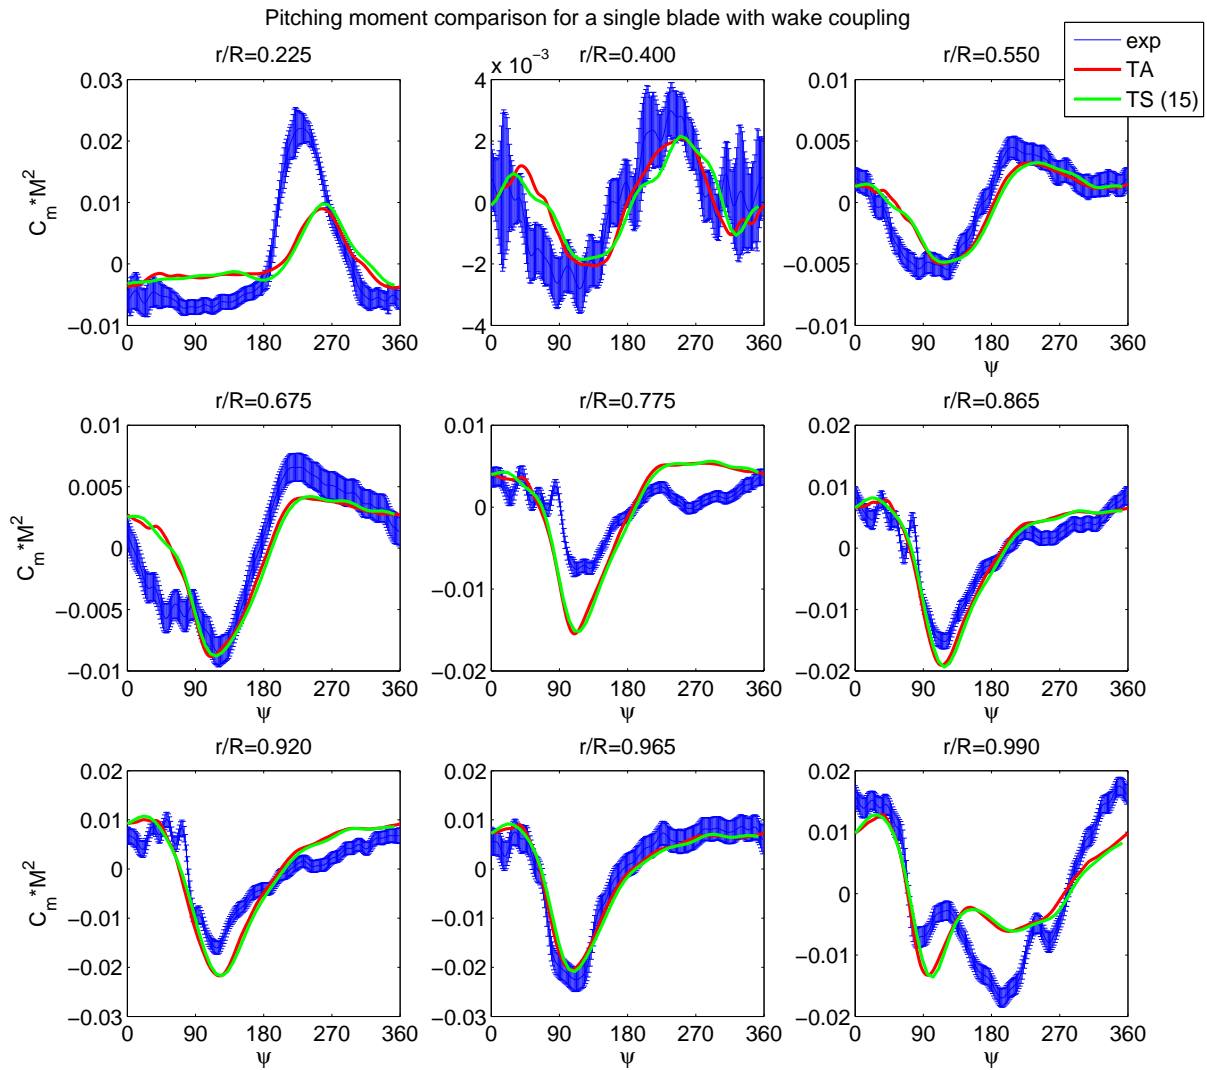 Pitching moment comparison for a single blade with wake coupling
exp
TA
TS (15)
r/R=0.225
0.03
0.02
0.01
0
−0.01
C_m*M^2
0 90 180 270 360
r/R=0.400
x 10^−3
4
2
0
−2
−4
0 90 180 270 360
r/R=0.550
0.01
0.005
0
−0.005
−0.01
0 90 180 270 360
ψ
r/R=0.675
0.01
0.005
0
−0.005
−0.01
C_m*M^2
0 90 180 270 360
ψ
r/R=0.775
0.01
0
−0.01
−0.02
0 90 180 270 360
ψ
r/R=0.865
0.02
0.01
0
−0.01
−0.02
0 90 180 270 360
ψ
r/R=0.920
0.02
0.01
0
−0.01
−0.02
−0.03
C_m*M^2
0 90 180 270 360
ψ
r/R=0.965
0.02
0.01
0
−0.01
−0.02
−0.03
0 90 180 270 360
ψ
r/R=0.990
0.02
0.01
0
−0.01
−0.02
0 90 180 270 360
ψ